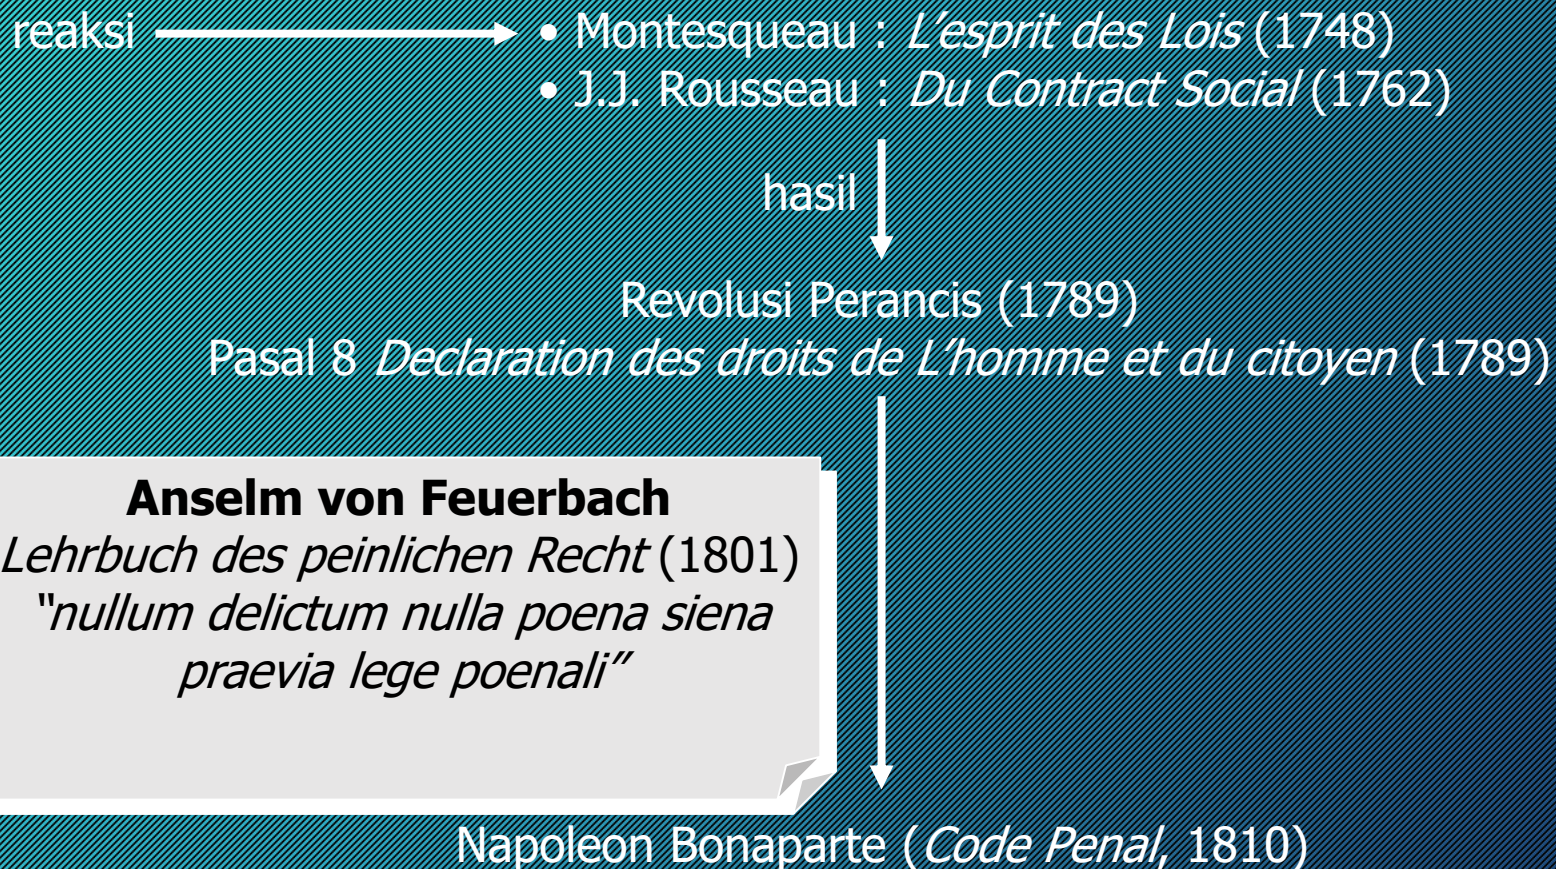 reaksi • Montesqueau : L’esprit des Lois (1748)
• J.J. Rousseau : Du Contract Social (1762)
hasil
Revolusi Perancis (1789)
Pasal 8 Declaration des droits de L’homme et du citoyen (1789)
Anselm von Feuerbach
Lehrbuch des peinlichen Recht (1801)
“nullum delictum nulla poena siena
praevia lege poenali”
Napoleon Bonaparte (Code Penal, 1810)